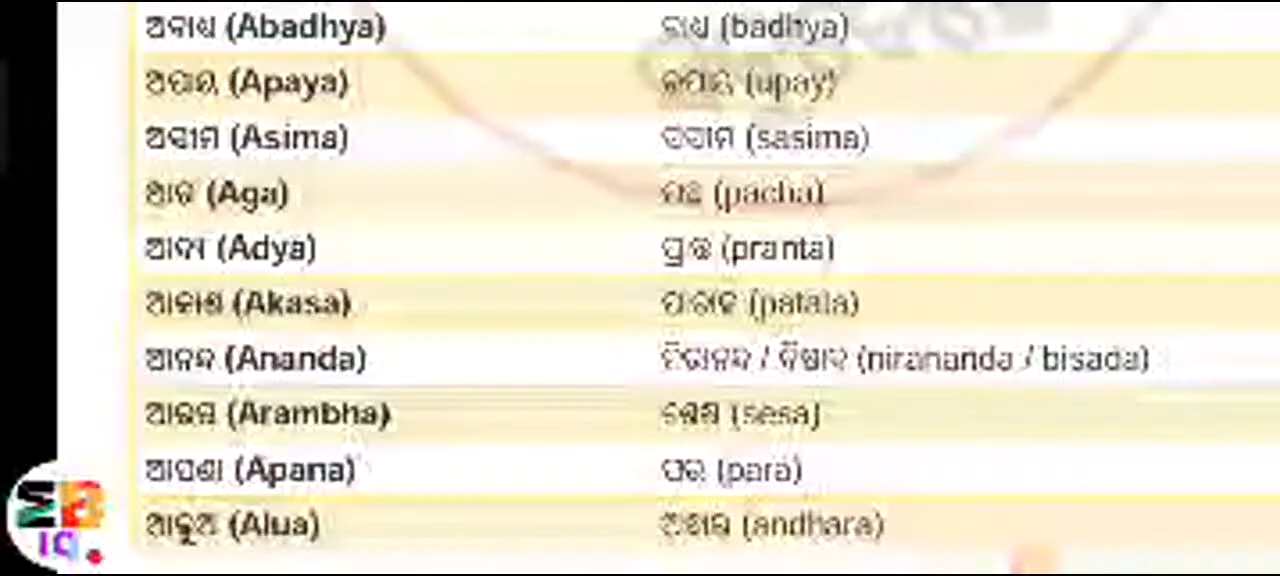 ଅବାଧ (Abadhya) ବାଧ (badhya)
ଅପାୟ (Apaya) ଉପାୟ (upay)
ଅସୀମ (Asima) ସସୀମ (sasima)
ଆଗ (Aga) ପଛ (pacha)
ଆଦ୍ୟ (Adya) ପ୍ରାନ୍ତ (pranta)
ଆକାଶ (Akasa) ପାତାଳ (patala)
ଆନନ୍ଦ (Ananda) ନିରାନନ୍ଦ / ବିଷାଦ (nirananda / bisada)
ଆରମ୍ଭ (Arambha) ଶେଷ (sesa)
ଆପଣା (Apana) ପର (para)
ଆଲୁଅ (Alua) ଅନ୍ଧାର (andhara)
IQ